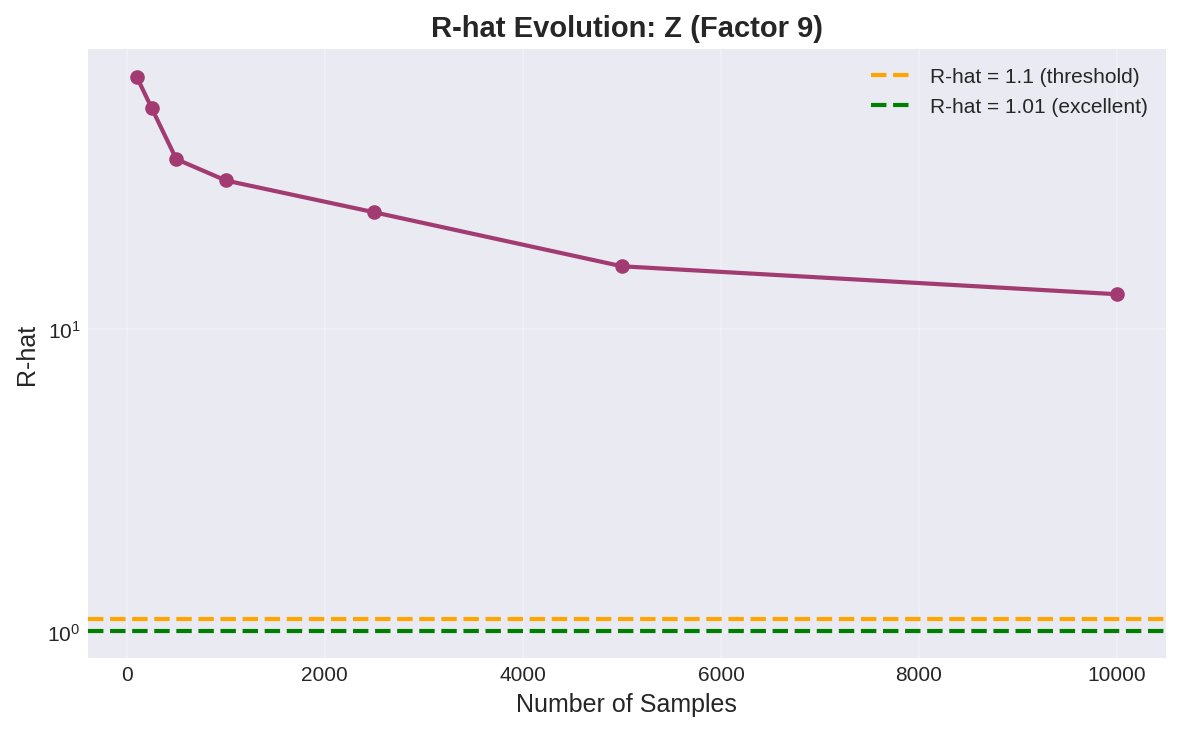 R-hat Evolution: Z (Factor 9)
R-hat = 1.1 (threshold)
R-hat = 1.01 (excellent)
R-hat
10¹
10⁰
0 2000 4000 6000 8000 10000
Number of Samples